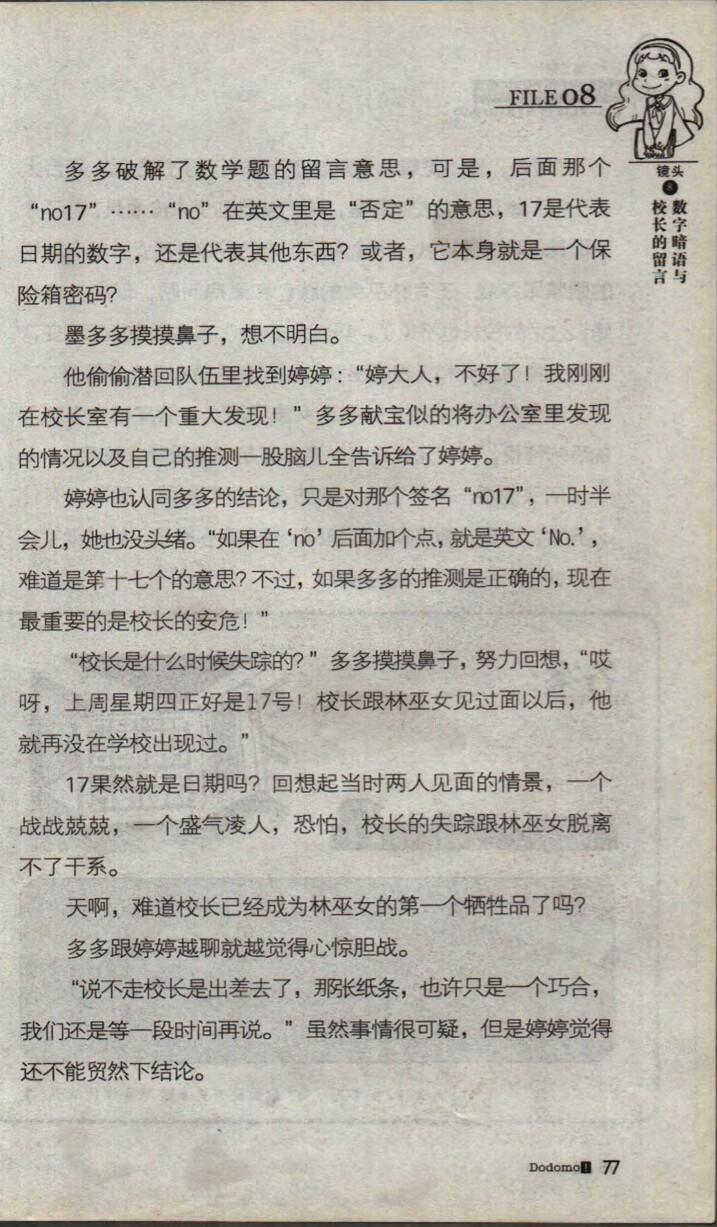 FILE 08
镜头
8
数字暗语与
校长的留言
多多破解了数学题的留言意思，可是，后面那个
“no17”……“no”在英文里是“否定”的意思，17是代表
日期的数字，还是代表其他东西？或者，它本身就是一个保
险箱密码？
墨多多摸摸鼻子，想不明白。
他偷偷潜回队伍里找到婷婷：“婷大人，不好了！我刚刚
在校长室有一个重大发现！”多多献宝似的将办公室里发现
的情况以及自己的推测一股脑儿全告诉给了婷婷。
婷婷也认同多多的结论，只是对那个签名“no17”，一时半
会儿，她也没头绪。“如果在‘no’后面加个点，就是英文‘No.’，
难道是第十七个的意思？不过，如果多多的推测是正确的，现在
最重要的是校长的安危！”
“校长是什么时候失踪的？”多多摸摸鼻子，努力回想，“哎
呀，上周星期四正好是17号！校长跟林巫女见过面以后，他
就再没在学校出现过。”
17果然就是日期吗？回想起当时两人见面的情景，一个
战战兢兢，一个盛气凌人，恐怕，校长的失踪跟林巫女脱离
不了干系。
天啊，难道校长已经成为林巫女的第一个牺牲品了吗？
多多跟婷婷越聊就越觉得心惊胆战。
“说不定校长是出差去了，那张纸条，也许只是一个巧合，
我们还是等一段时间再说。”虽然事情很可疑，但是婷婷觉得
还不能贸然下结论。
Dodomo! 77